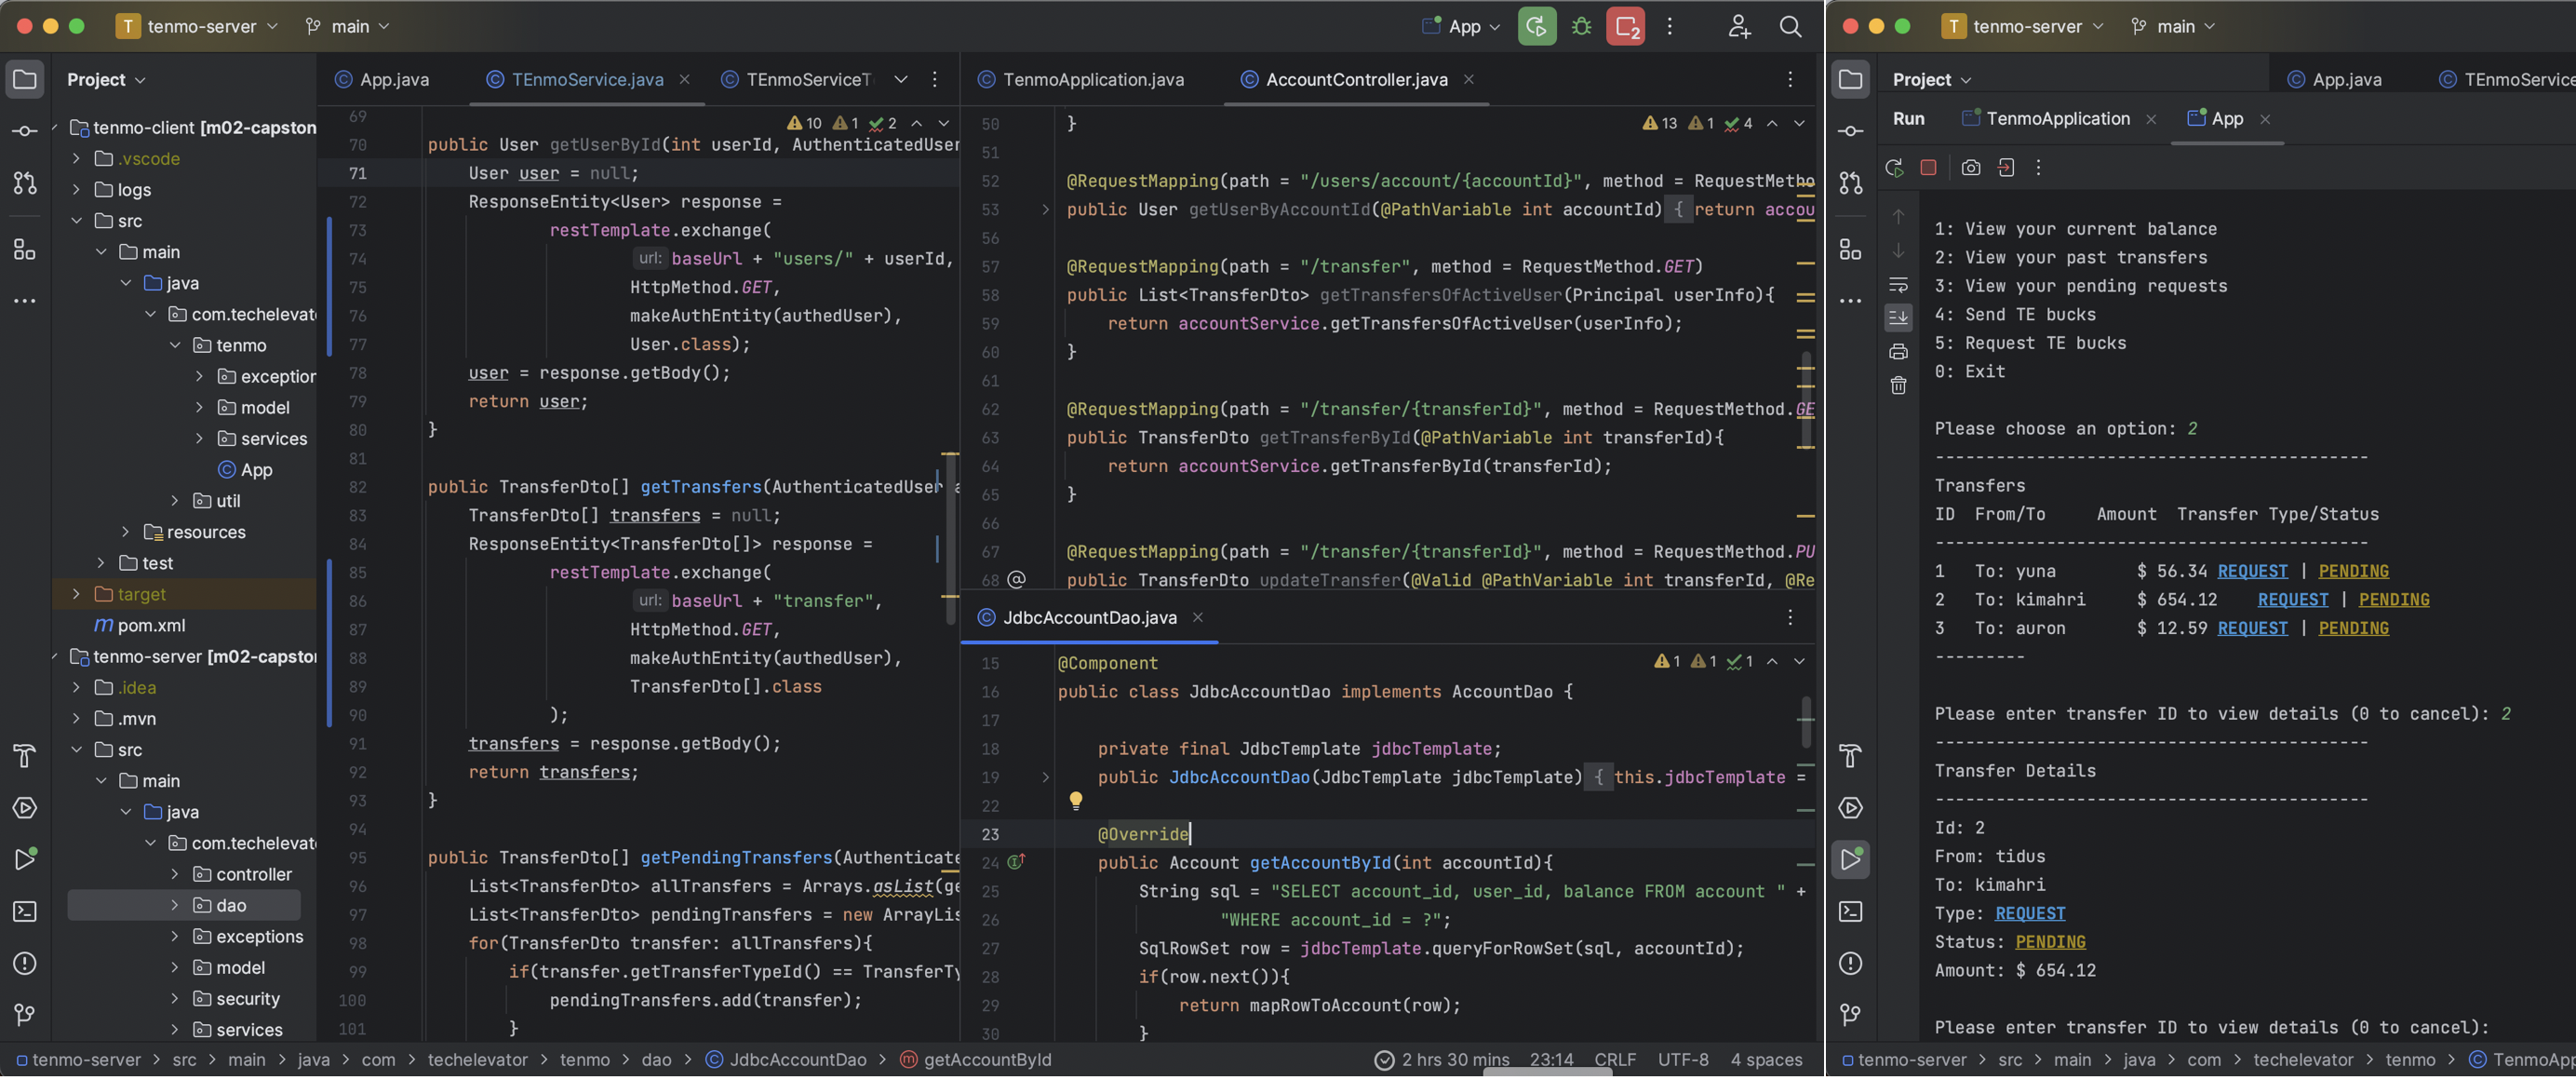 T tenmo-server main
App 2
Project
tenmo-client [m02-capston
.vscode
logs
src
main
java
com.techelevato
tenmo
exception
model
services
App
util
resources
test
target
pom.xml
tenmo-server [m02-capston
.idea
.mvn
src
main
java
com.techelevato
controller
dao
exceptions
model
security
services
App.java TEnmoService.java TEnmoServiceT
10 1 2
69
70 public User getUserById(int userId, AuthenticatedUser
71 User user = null;
72 ResponseEntity<User> response =
73 restTemplate.exchange(
74 url: baseUrl + "users/" + userId,
75 HttpMethod.GET,
76 makeAuthEntity(authedUser),
77 User.class);
78 user = response.getBody();
79 return user;
80 }
81
82 public TransferDto[] getTransfers(AuthenticatedUser a
83 TransferDto[] transfers = null;
84 ResponseEntity<TransferDto[]> response =
85 restTemplate.exchange(
86 url: baseUrl + "transfer",
87 HttpMethod.GET,
88 makeAuthEntity(authedUser),
89 TransferDto[].class
90 );
91 transfers = response.getBody();
92 return transfers;
93 }
94
95 public TransferDto[] getPendingTransfers(Authenticate
96 List<TransferDto> allTransfers = Arrays.asList(ge
97 List<TransferDto> pendingTransfers = new ArrayLis
98 for(TransferDto transfer: allTransfers){
99 if(transfer.getTransferTypeId() == TransferTy
100 pendingTransfers.add(transfer);
101 }
TenmoApplication.java AccountController.java
13 1 4
50 }
51
52 @RequestMapping(path = "/users/account/{accountId}", method = RequestMetho
53 public User getUserByAccountId(@PathVariable int accountId) { return accou
56
57 @RequestMapping(path = "/transfer", method = RequestMethod.GET)
58 public List<TransferDto> getTransfersOfActiveUser(Principal userInfo){
59 return accountService.getTransfersOfActiveUser(userInfo);
60 }
61
62 @RequestMapping(path = "/transfer/{transferId}", method = RequestMethod.GE
63 public TransferDto getTransferById(@PathVariable int transferId){
64 return accountService.getTransferById(transferId);
65 }
66
67 @RequestMapping(path = "/transfer/{transferId}", method = RequestMethod.PU
68 public TransferDto updateTransfer(@Valid @PathVariable int transferId, @Re
JdbcAccountDao.java
1 1 1
15 @Component
16 public class JdbcAccountDao implements AccountDao {
17
18 private final JdbcTemplate jdbcTemplate;
19 public JdbcAccountDao(JdbcTemplate jdbcTemplate) { this.jdbcTemplate =
22
23 @Override
24 public Account getAccountById(int accountId){
25 String sql = "SELECT account_id, user_id, balance FROM account " +
26 "WHERE account_id = ?";
27 SqlRowSet row = jdbcTemplate.queryForRowSet(sql, accountId);
28 if(row.next()){
29 return mapRowToAccount(row);
30 }
tenmo-server > src > main > java > com > techelevator > tenmo > dao > JdbcAccountDao > getAccountById
2 hrs 30 mins 23:14 CRLF UTF-8 4 spaces
T tenmo-server main
Project App.java TEnmoService
Run TenmoApplication App
1: View your current balance
2: View your past transfers
3: View your pending requests
4: Send TE bucks
5: Request TE bucks
0: Exit
Please choose an option: 2
-------------------------------------------
Transfers
ID From/To Amount Transfer Type/Status
-------------------------------------------
1 To: yuna $ 56.34 REQUEST | PENDING
2 To: kimahri $ 654.12 REQUEST | PENDING
3 To: auron $ 12.59 REQUEST | PENDING
---------
Please enter transfer ID to view details (0 to cancel): 2
-------------------------------------------
Transfer Details
-------------------------------------------
Id: 2
From: tidus
To: kimahri
Type: REQUEST
Status: PENDING
Amount: $ 654.12
Please enter transfer ID to view details (0 to cancel):
tenmo-server > src > main > java > com > techelevator > tenmo > TenmoApp